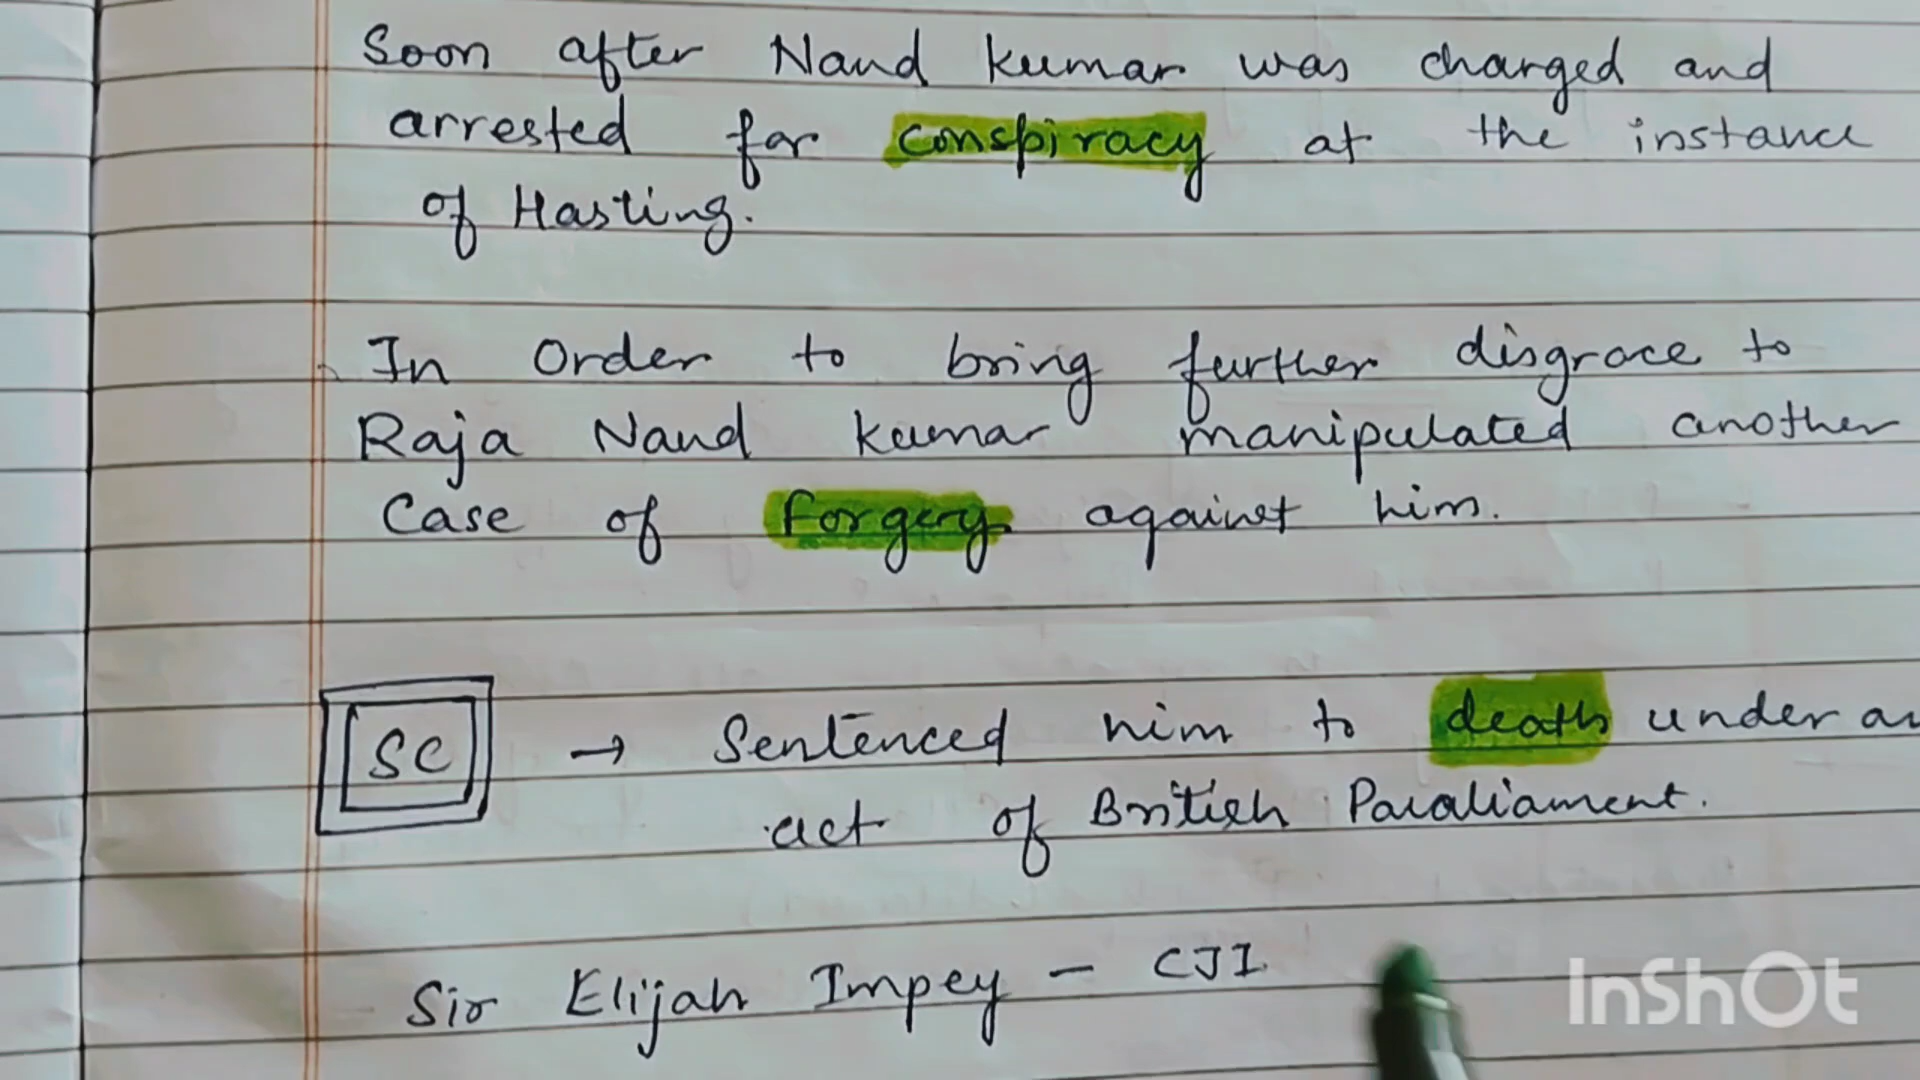 Soon after Nand Kumar was charged and
arrested for conspiracy at the instance
of Hasting.
In Order to bring further disgrace to
Raja Nand Kumar manipulated another
Case of forgery against him.
SC → Sentenced him to death under an
act of British Paraliament.
Sir Elijah Impey – CJI
InShOt